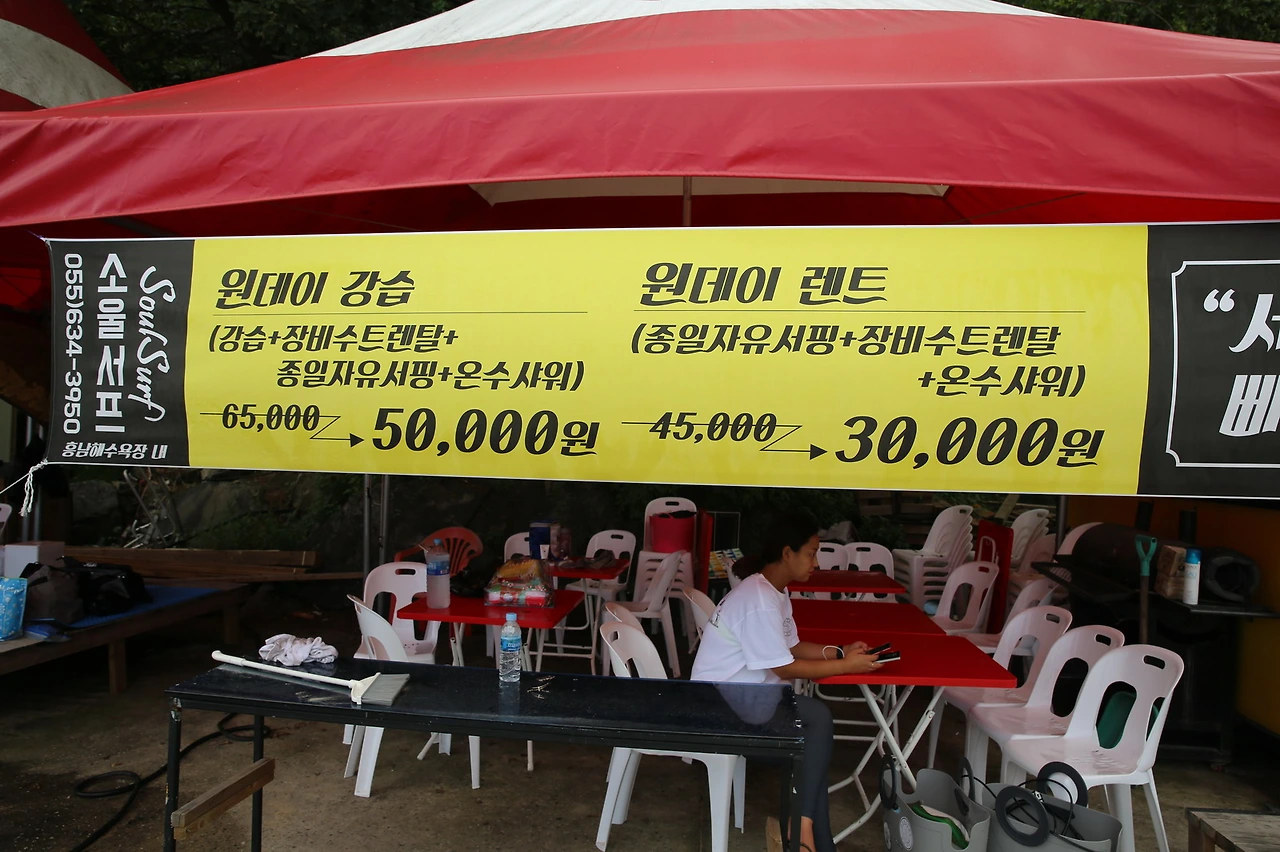 Soul Surf
소울서프
055)634-3950
흥남해수욕장 내
원데이 강습
(강습+장비수트렌탈+
종일자유서핑+온수샤워)
65,000 50,000원
원데이 렌트
(종일자유서핑+장비수트렌탈
+온수샤워)
45,000 30,000원
“서